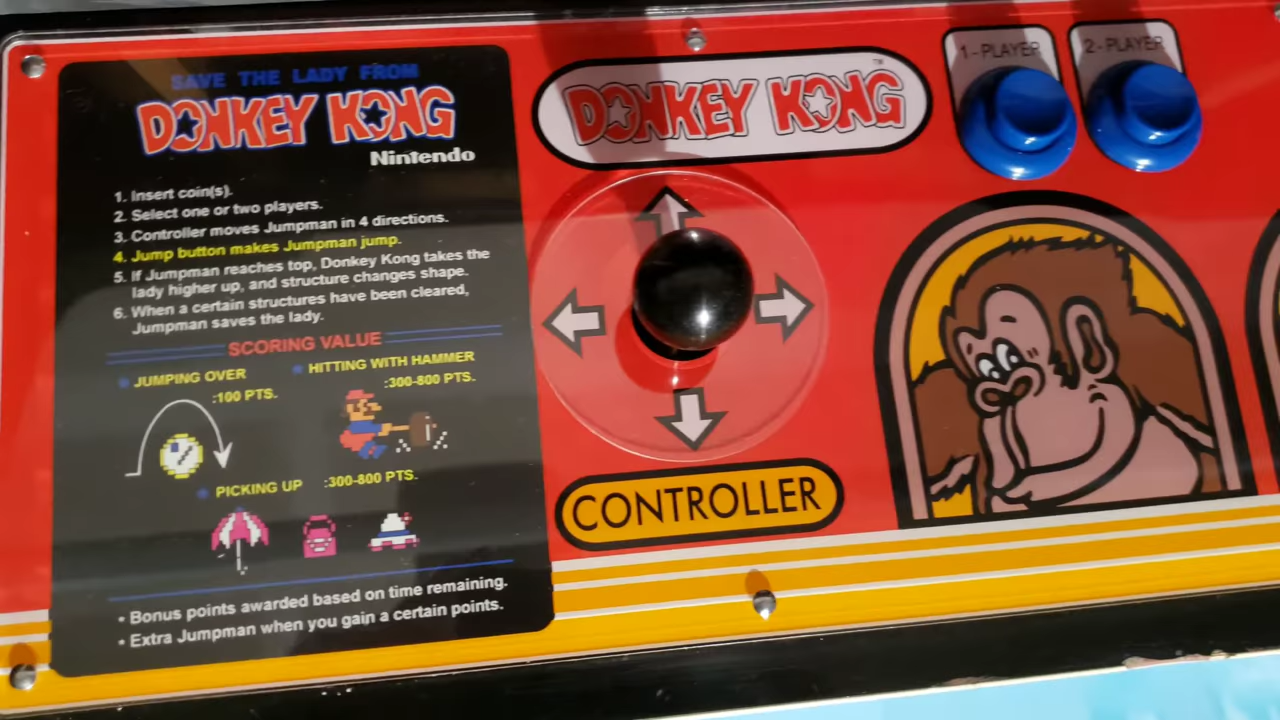 SAVE THE LADY FROM
DONKEY KONG
Nintendo
1. Insert coin(s).
2. Select one or two players.
3. Controller moves Jumpman in 4 directions.
4. Jump button makes Jumpman jump.
5. If Jumpman reaches top, Donkey Kong takes the
lady higher up, and structure changes shape.
6. When a certain structures have been cleared,
Jumpman saves the lady.
SCORING VALUE
JUMPING OVER
:100 PTS.
HITTING WITH HAMMER
:300-800 PTS.
PICKING UP :300-800 PTS.
• Bonus points awarded based on time remaining.
• Extra Jumpman when you gain a certain points.
DONKEY KONG™
CONTROLLER
1-PLAYER
2-PLAYER